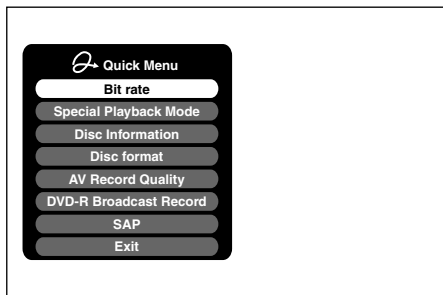 Quick Menu
Bit rate
Special Playback Mode
Disc Information
Disc format
AV Record Quality
DVD-R Broadcast Record
SAP
Exit